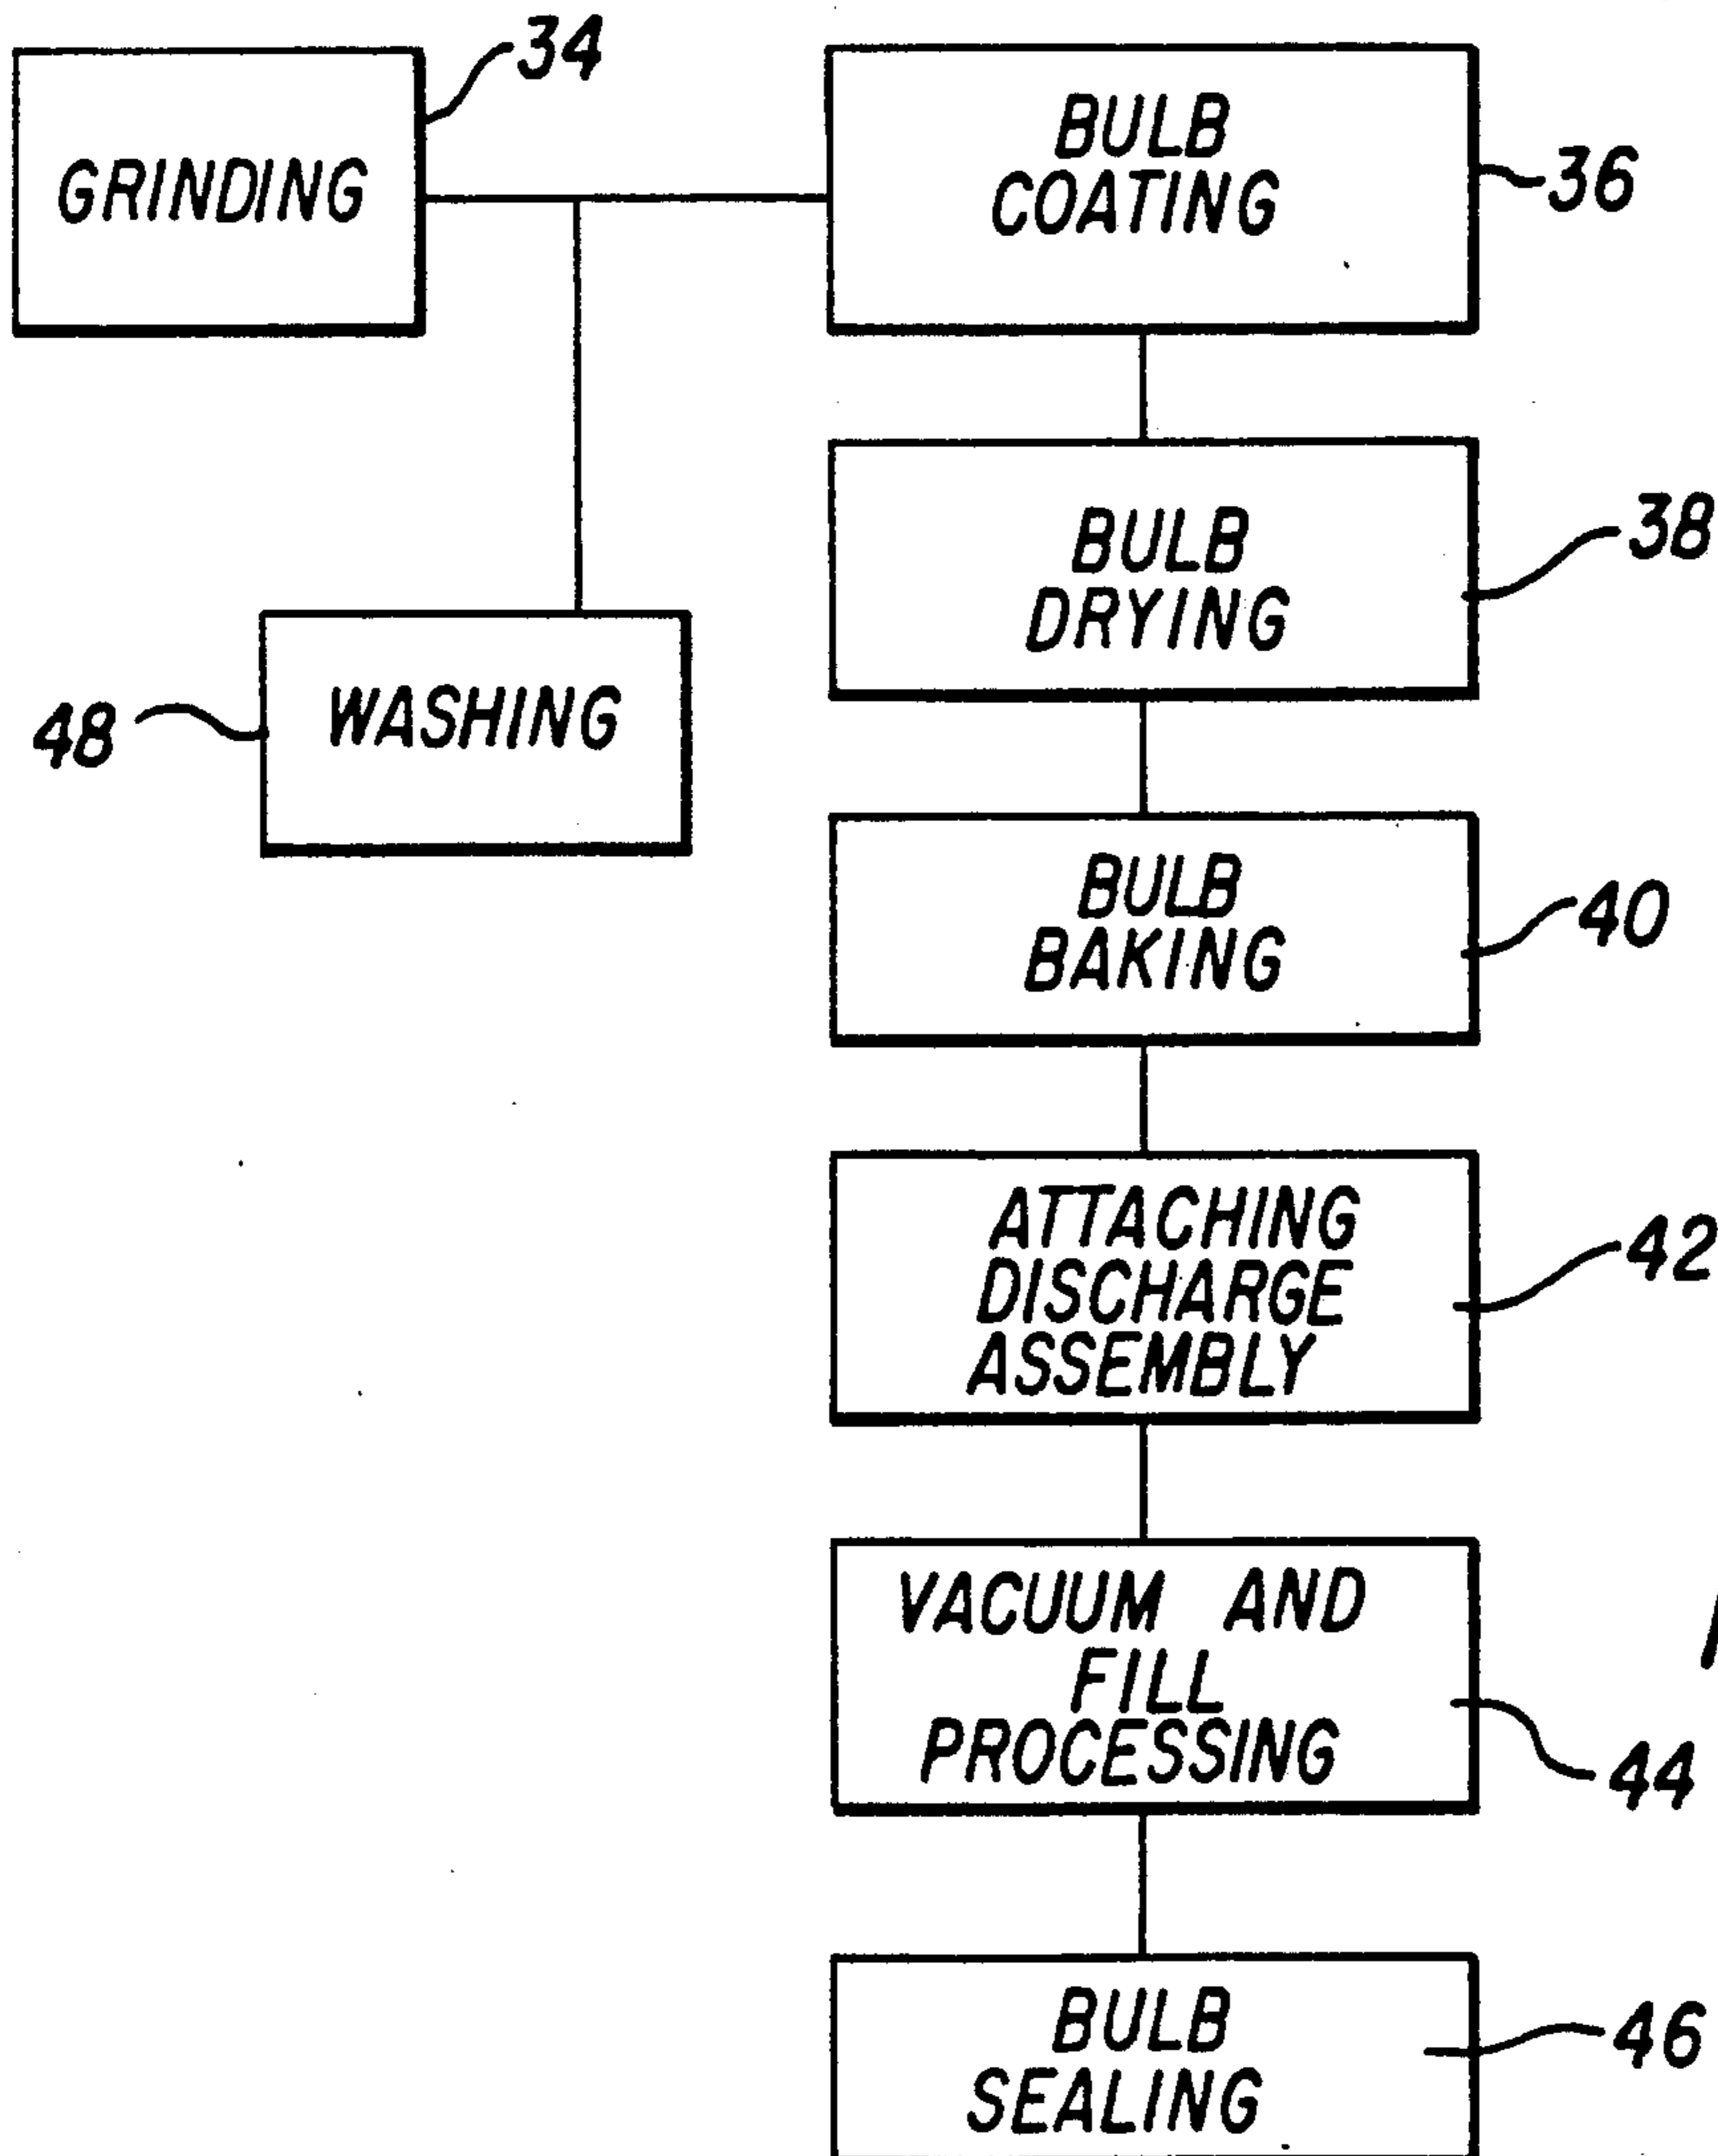 GRINDING
34
BULB
COATING
36
BULB
DRYING
38
WASHING
48
BULB
BAKING
40
ATTACHING
DISCHARGE
ASSEMBLY
42
VACUUM AND
FILL
PROCESSING
44
BULB
SEALING
46